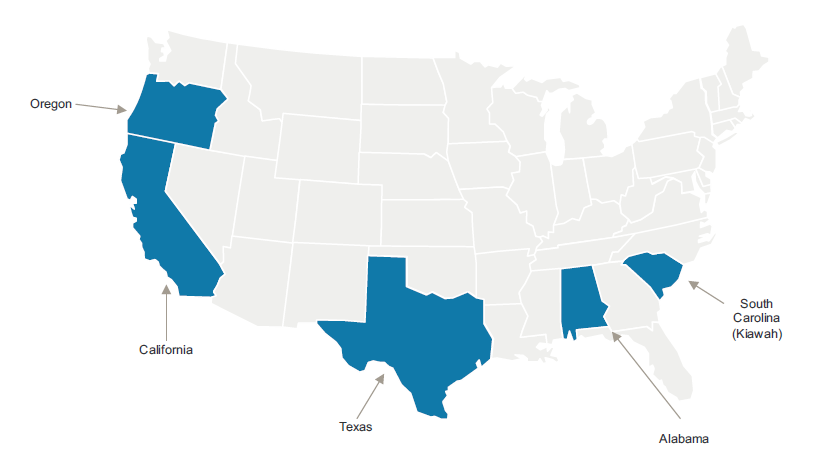 Oregon
South
Carolina
(Kiawah)
California
Texas
Alabama